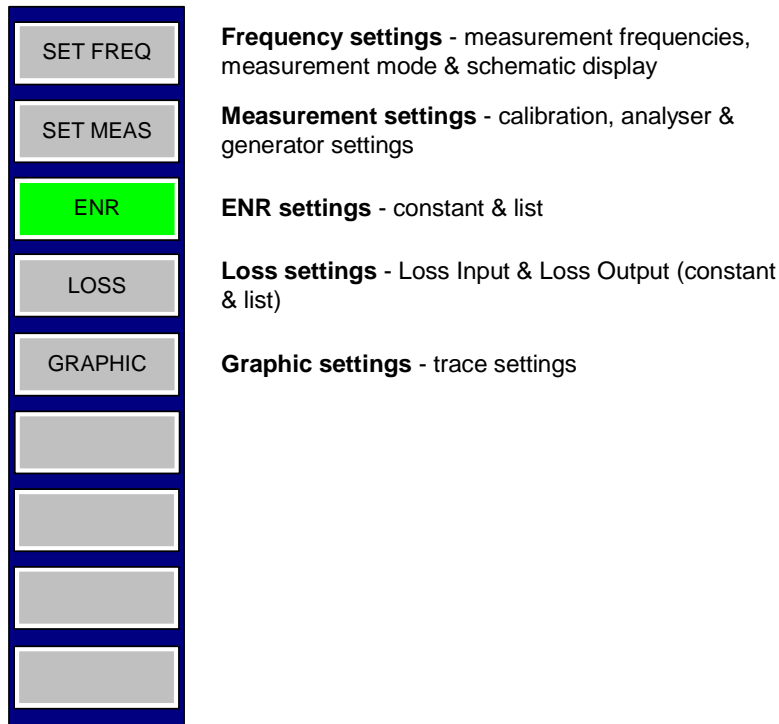 SET FREQ
Frequency settings - measurement frequencies,
measurement mode & schematic display
SET MEAS
Measurement settings - calibration, analyser &
generator settings
ENR
ENR settings - constant & list
LOSS
Loss settings - Loss Input & Loss Output (constant
& list)
GRAPHIC
Graphic settings - trace settings